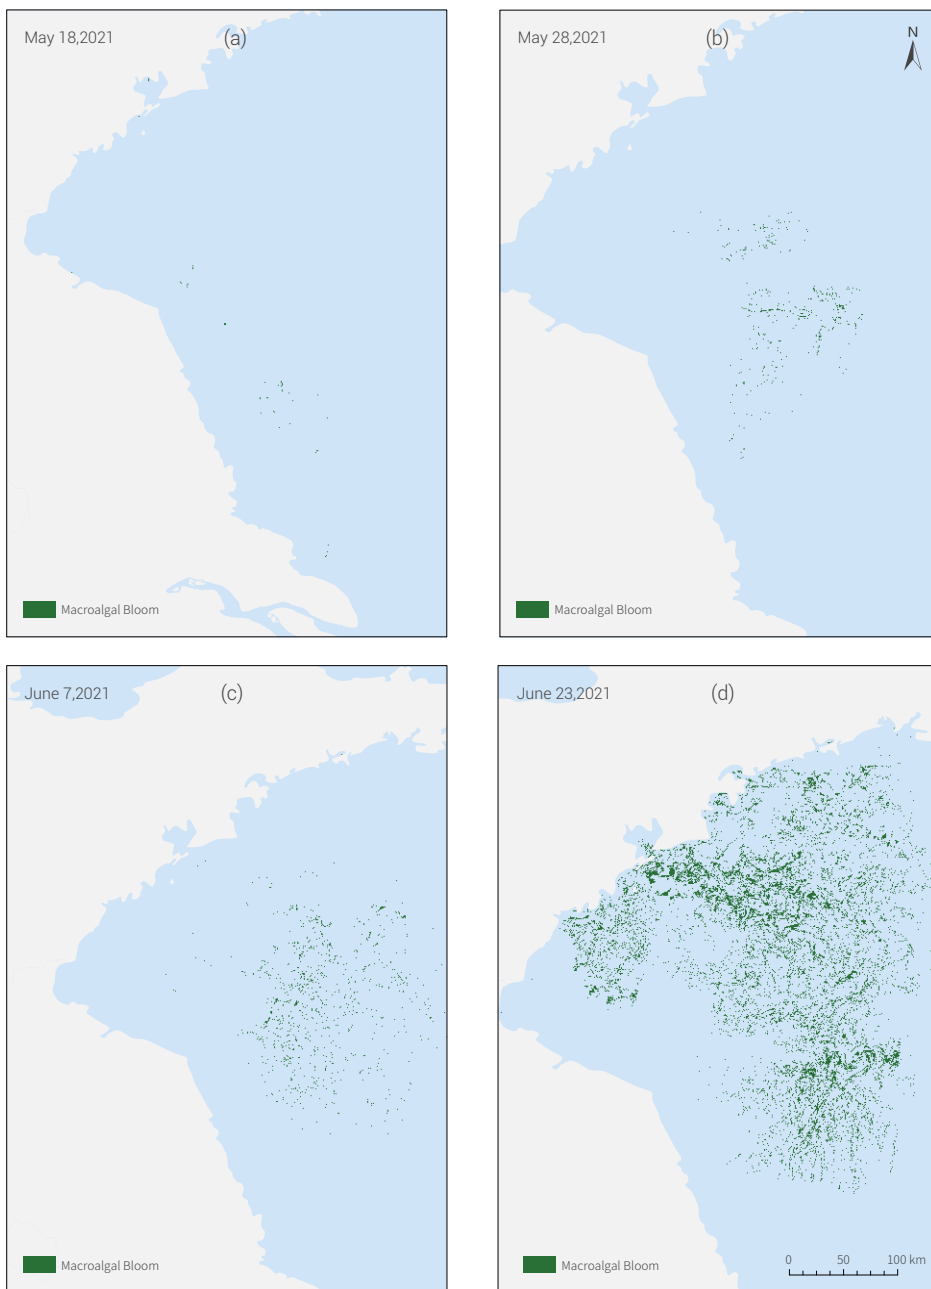 May 18,2021
(a)
Macroalgal Bloom
May 28,2021
(b)
N
Macroalgal Bloom
June 7,2021
(c)
Macroalgal Bloom
June 23,2021
(d)
Macroalgal Bloom
0 50 100 km